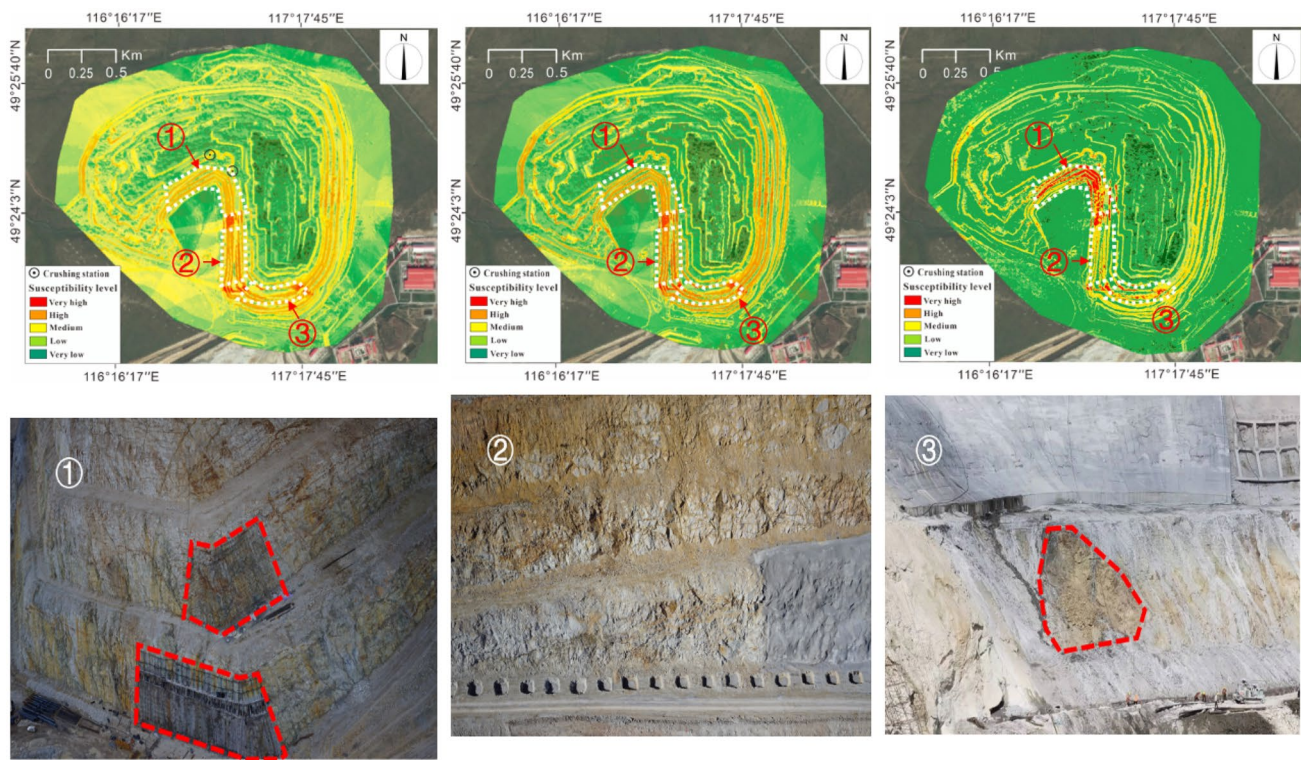 116°16'17''E 117°17'45''E
49°25'40''N
49°24'3''N
Km
0 0.25 0.5
N
①
②
③
Crushing station
Susceptibility level
Very high
High
Medium
Low
Very low
116°16'17''E 117°17'45''E
116°16'17''E 117°17'45''E
49°25'40''N
49°24'3''N
Km
0 0.25 0.5
N
①
②
③
Crushing station
Susceptibility level
Very high
High
Medium
Low
Very low
116°16'17''E 117°17'45''E
116°16'17''E 117°17'45''E
49°25'40''N
49°24'3''N
Km
0 0.25 0.5
N
①
②
③
Crushing station
Susceptibility level
Very high
High
Medium
Low
Very low
116°16'17''E 117°17'45''E
①
②
③